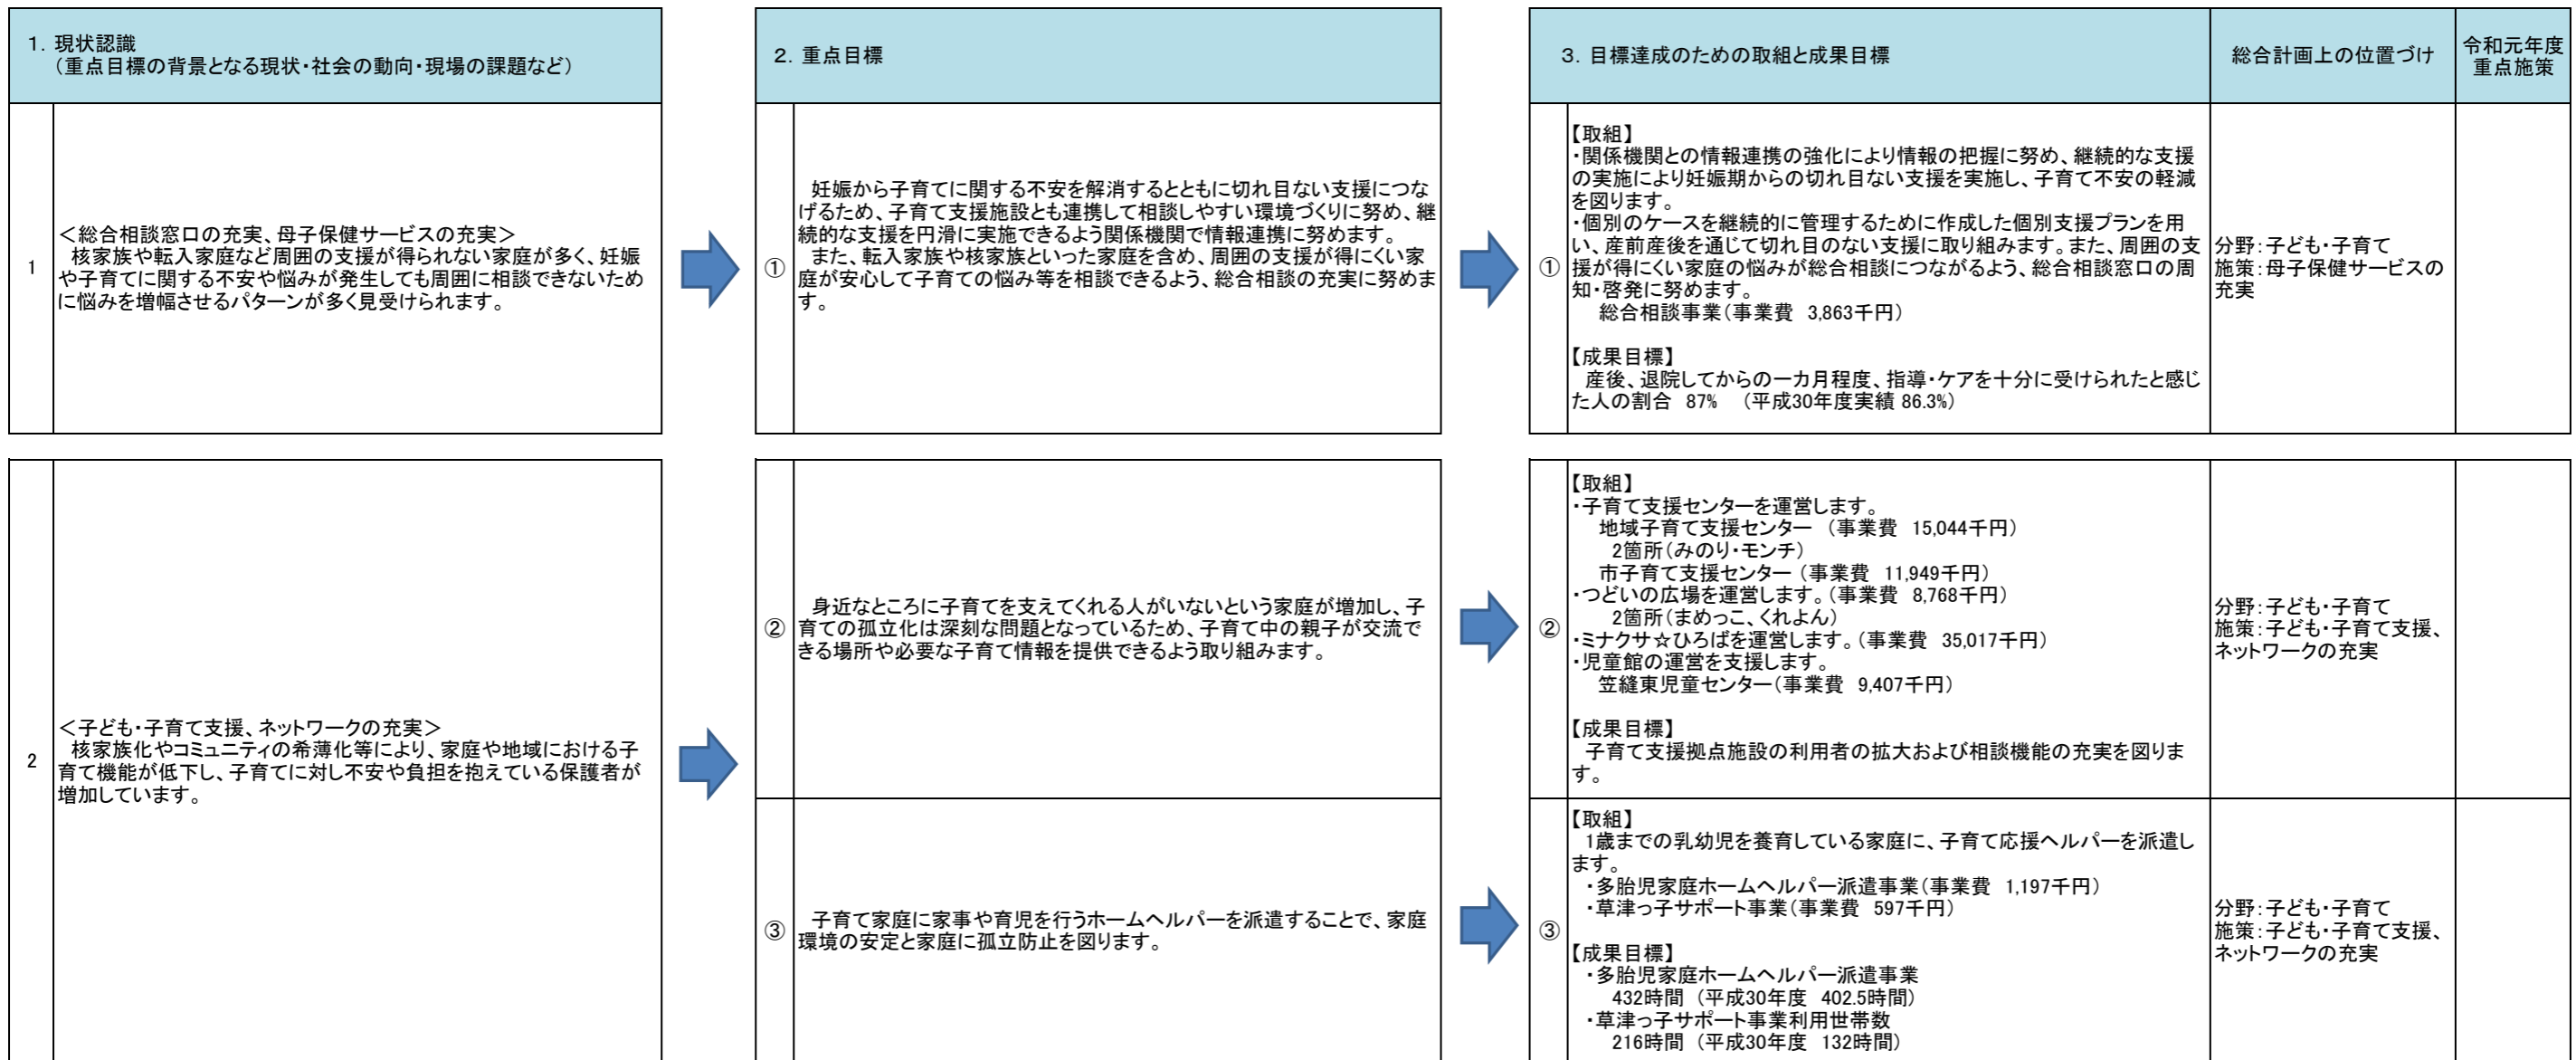 1．現状認識
（重点目標の背景となる現状・社会の動向・現場の課題など）
2．重点目標
3．目標達成のための取組と成果目標
総合計画上の位置づけ
令和元年度
重点施策
1
＜総合相談窓口の充実、母子保健サービスの充実＞
核家族や転入家庭など周囲の支援が得られない家庭が多く、妊娠
や子育てに関する不安や悩みが発生しても周囲に相談できないため
に悩みを増幅させるパターンが多く見受けられます。
①
妊娠から子育てに関する不安を解消するとともに切れ目ない支援につな
げるため、子育て支援施設とも連携して相談しやすい環境づくりに努め、継
続的な支援を円滑に実施できるよう関係機関で情報連携に努めます。
また、転入家族や核家族といった家庭を含め、周囲の支援が得にくい家
庭が安心して子育ての悩み等を相談できるよう、総合相談の充実に努めま
す。
①
【取組】
・関係機関との情報連携の強化により情報の把握に努め、継続的な支援
の実施により妊娠期からの切れ目ない支援を実施し、子育て不安の軽減
を図ります。
・個別のケースを継続的に管理するために作成した個別支援プランを用
い、産前産後を通じて切れ目のない支援に取り組みます。また、周囲の支
援が得にくい家庭の悩みが総合相談につながるよう、総合相談窓口の周
知・啓発に努めます。
総合相談事業（事業費　3,863千円）
【成果目標】
産後、退院してからの一カ月程度、指導・ケアを十分に受けられたと感じ
た人の割合　87%　（平成30年度実績 86.3%）
分野：子ども・子育て
施策：母子保健サービスの
充実
2
＜子ども・子育て支援、ネットワークの充実＞
核家族化やコミュニティの希薄化等により、家庭や地域における子
育て機能が低下し、子育てに対し不安や負担を抱えている保護者が
増加しています。
②
身近なところに子育てを支えてくれる人がいないという家庭が増加し、子
育ての孤立化は深刻な問題となっているため、子育て中の親子が交流で
きる場所や必要な子育て情報を提供できるよう取り組みます。
②
【取組】
・子育て支援センターを運営します。
地域子育て支援センター　（事業費　15,044千円）
2箇所（みのり・モンチ）
市子育て支援センター （事業費　11,949千円）
・つどいの広場を運営します。（事業費　8,768千円）
2箇所（まめっこ、くれよん）
・ミナクサ☆ひろばを運営します。（事業費　35,017千円）
・児童館の運営を支援します。
笠縫東児童センター（事業費　9,407千円）
【成果目標】
子育て支援拠点施設の利用者の拡大および相談機能の充実を図りま
す。
分野：子ども・子育て
施策：子ども・子育て支援、
ネットワークの充実
③
子育て家庭に家事や育児を行うホームヘルパーを派遣することで、家庭
環境の安定と家庭に孤立防止を図ります。
③
【取組】
1歳までの乳幼児を養育している家庭に、子育て応援ヘルパーを派遣し
ます。
・多胎児家庭ホームヘルパー派遣事業（事業費　1,197千円）
・草津っ子サポート事業（事業費　597千円）
【成果目標】
・多胎児家庭ホームヘルパー派遣事業
432時間 （平成30年度　402.5時間）
・草津っ子サポート事業利用世帯数
216時間 （平成30年度　132時間）
分野：子ども・子育て
施策：子ども・子育て支援、
ネットワークの充実